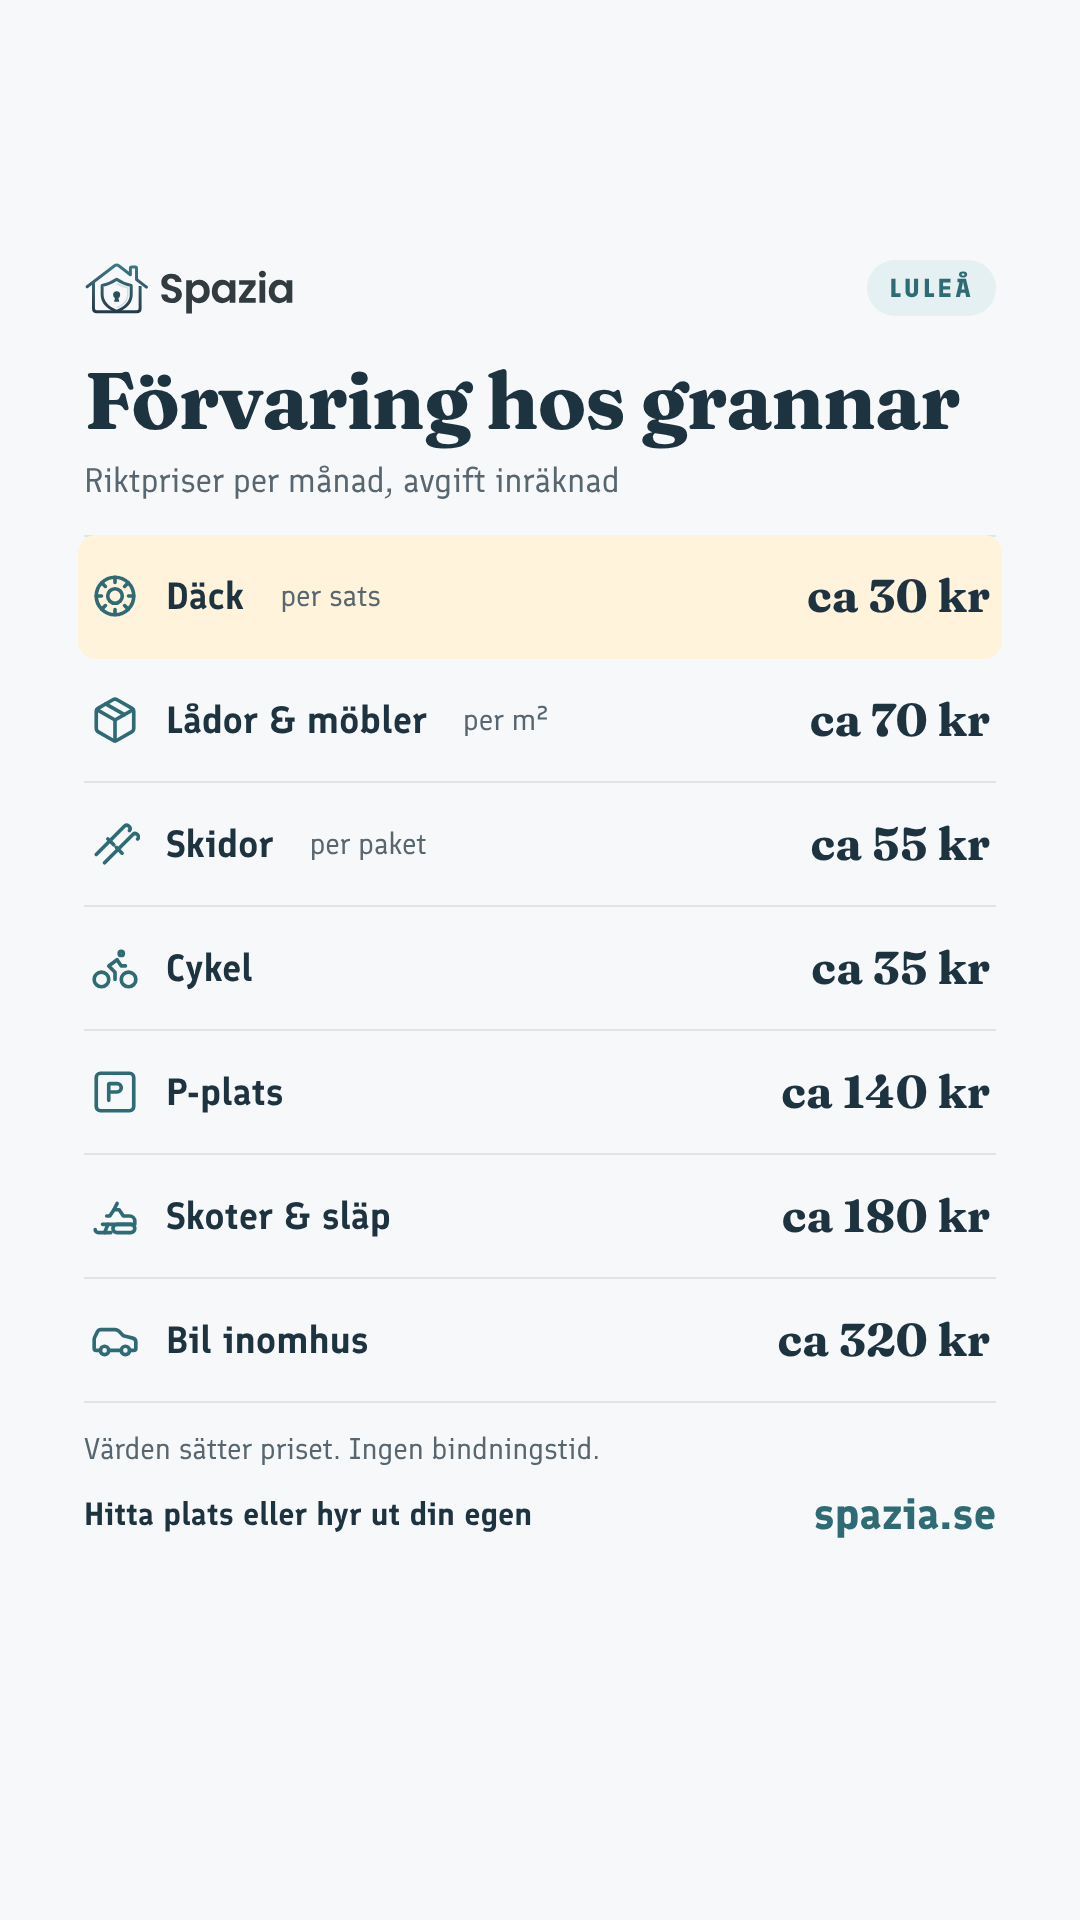 Spazia
LULEÅ
Förvaring hos grannar
Riktpriser per månad, avgift inräknad
Däck per sats ca 30 kr
Lådor & möbler per m² ca 70 kr
Skidor per paket ca 55 kr
Cykel ca 35 kr
P P-plats ca 140 kr
Skoter & släp ca 180 kr
Bil inomhus ca 320 kr
Värden sätter priset. Ingen bindningstid.
Hitta plats eller hyr ut din egen spazia.se